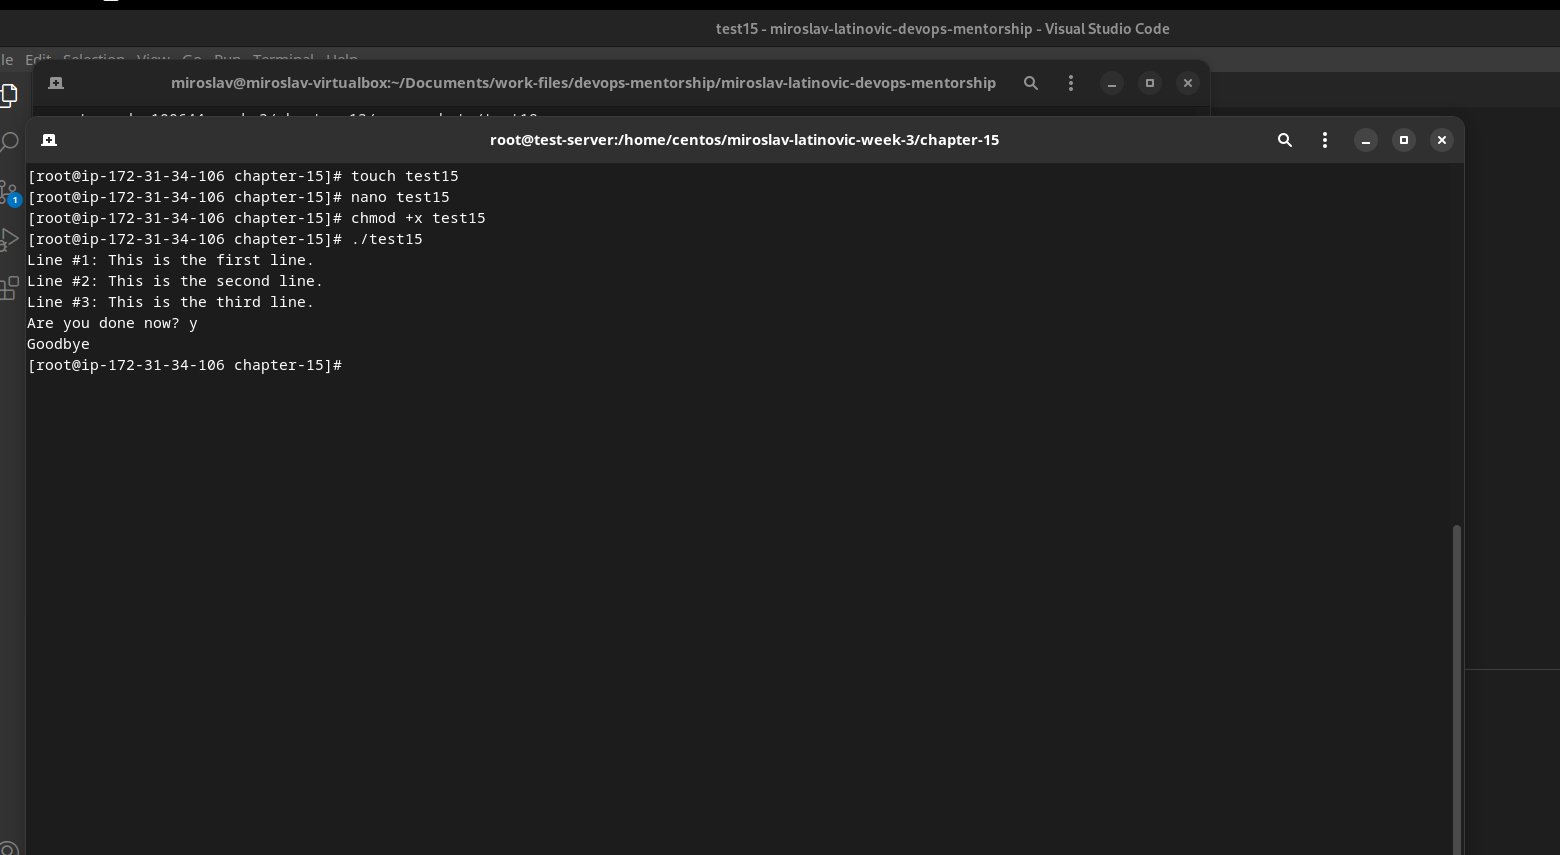 test15 - miroslav-latinovic-devops-mentorship - Visual Studio Code
Edit Selection View Go Run Terminal Help
miroslav@miroslav-virtualbox:~/Documents/work-files/devops-mentorship/miroslav-latinovic-devops-mentorship
root@test-server:/home/centos/miroslav-latinovic-week-3/chapter-15
[root@ip-172-31-34-106 chapter-15]# touch test15
[root@ip-172-31-34-106 chapter-15]# nano test15
[root@ip-172-31-34-106 chapter-15]# chmod +x test15
1
[root@ip-172-31-34-106 chapter-15]# ./test15
Line #1: This is the first line.
Line #2: This is the second line.
Line #3: This is the third line.
Are you done now? y
Goodbye
[root@ip-172-31-34-106 chapter-15]#